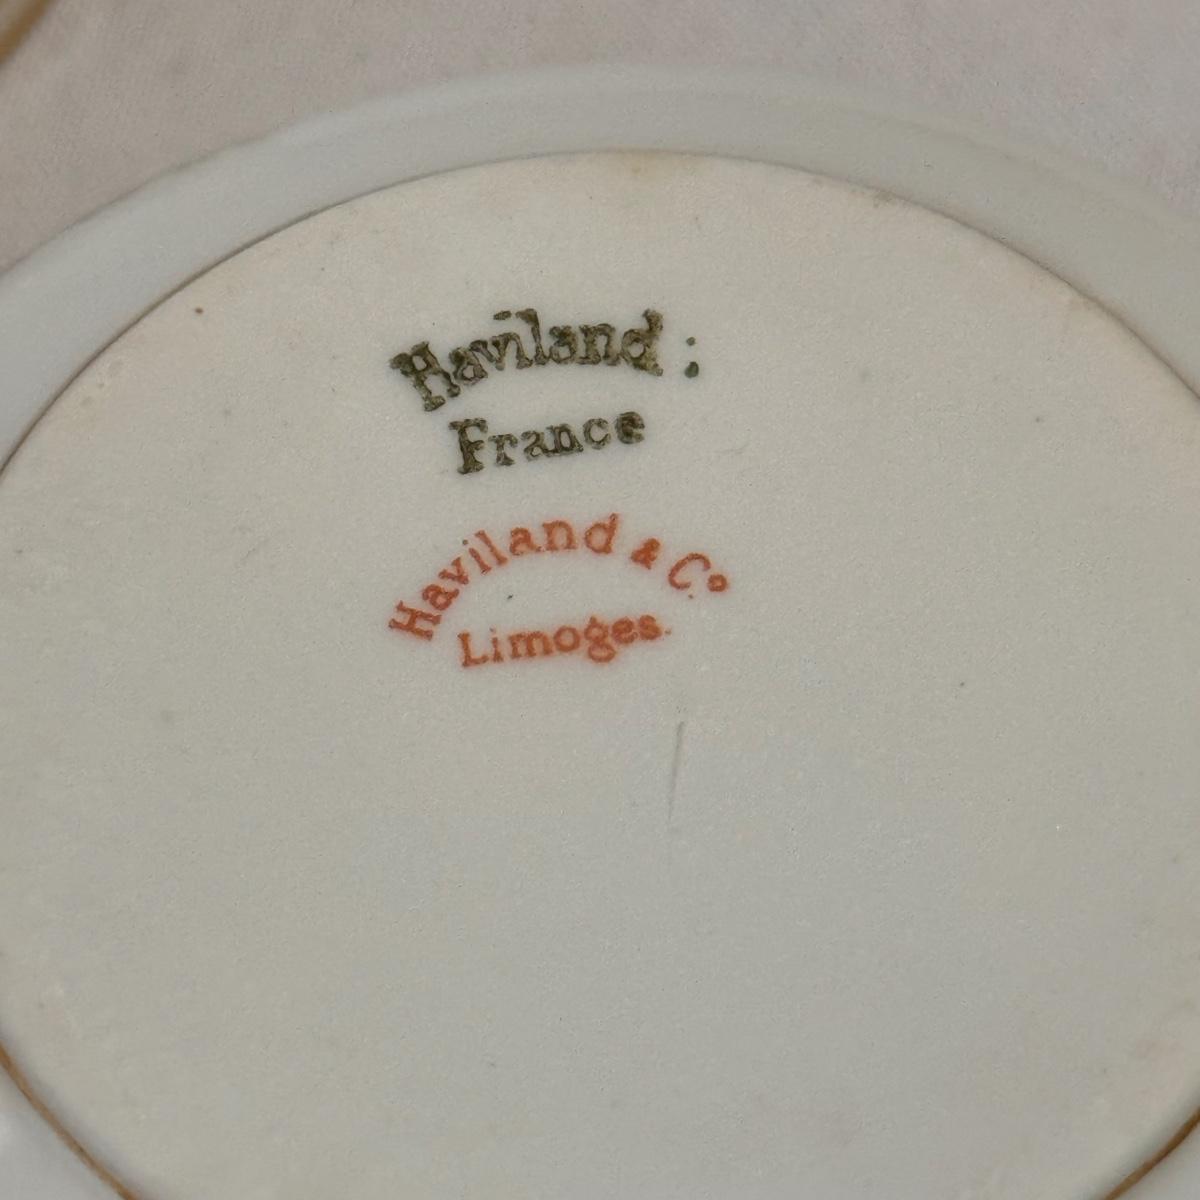 Haviland :
France
Haviland & Co.
Limoges.